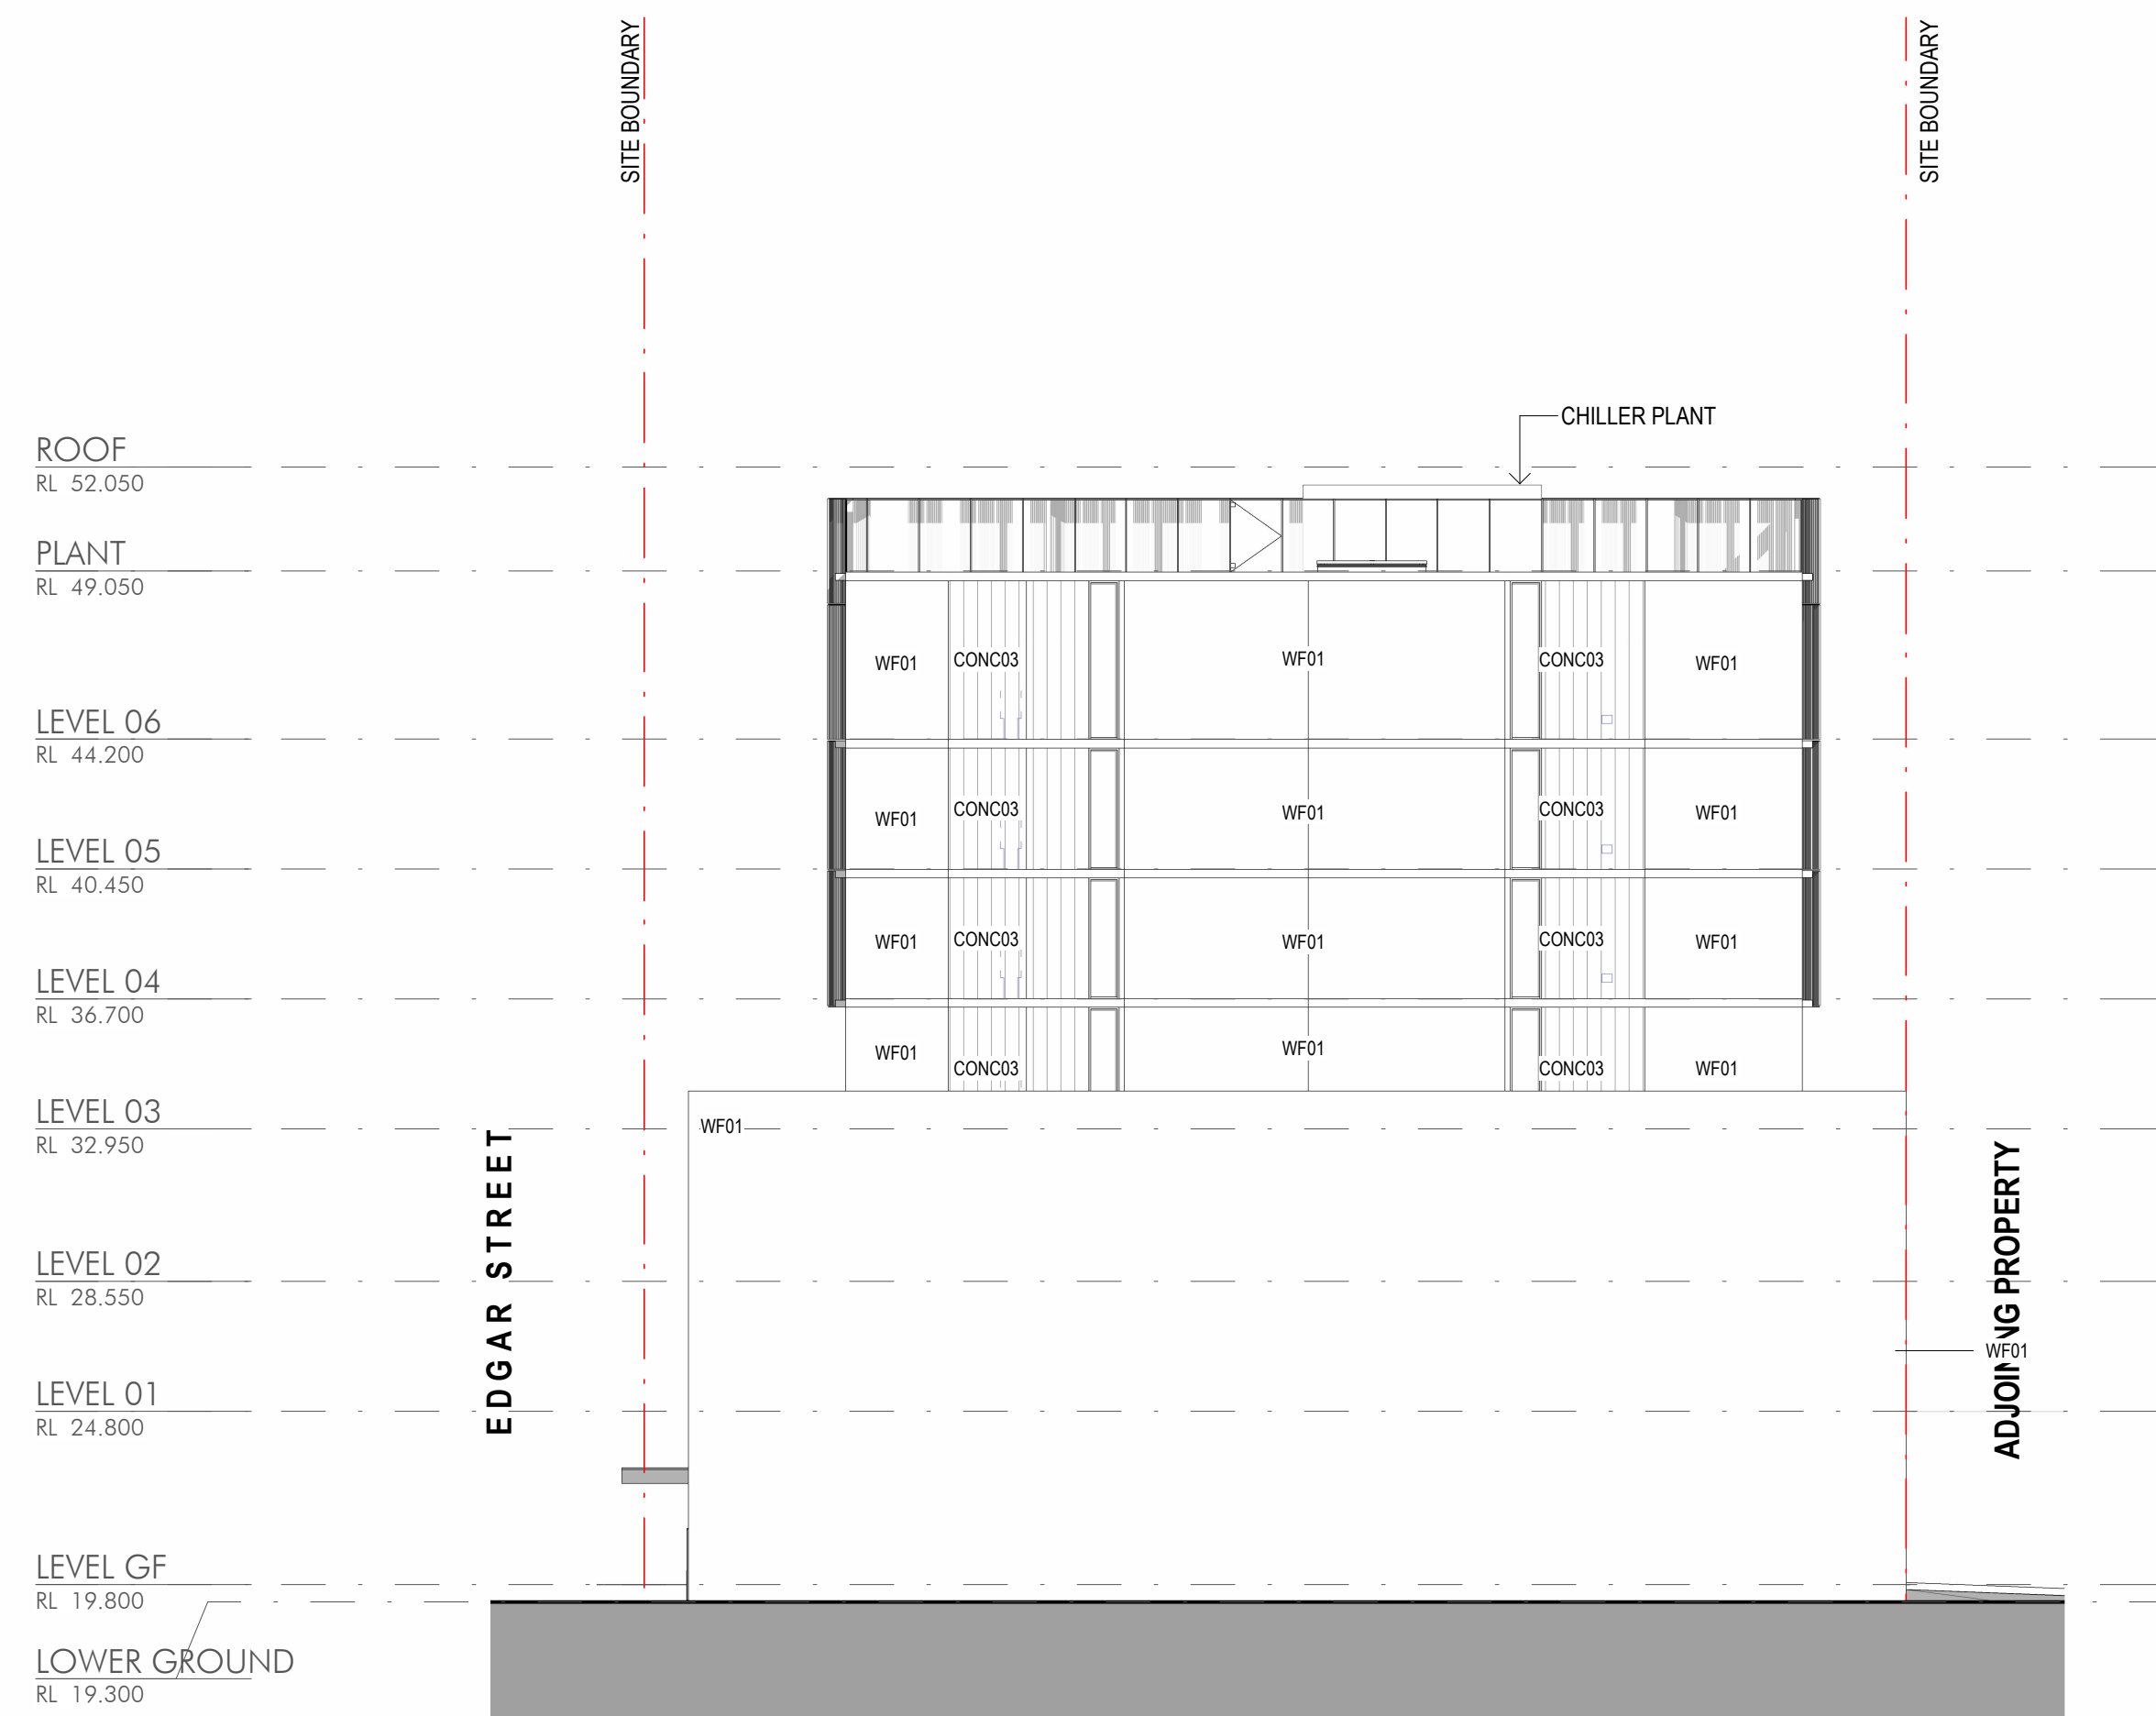 SITE BOUNDARY
SITE BOUNDARY
CHILLER PLANT
ROOF
RL 52.050
PLANT
RL 49.050
WF01
CONC03
WF01
CONC03
WF01
LEVEL 06
RL 44.200
WF01
CONC03
WF01
CONC03
WF01
LEVEL 05
RL 40.450
WF01
CONC03
WF01
CONC03
WF01
LEVEL 04
RL 36.700
WF01
CONC03
WF01
CONC03
WF01
LEVEL 03
RL 32.950
WF01
EDGAR STREET
ADJOINING PROPERTY
LEVEL 02
RL 28.550
WF01
LEVEL 01
RL 24.800
LEVEL GF
RL 19.800
LOWER GROUND
RL 19.300